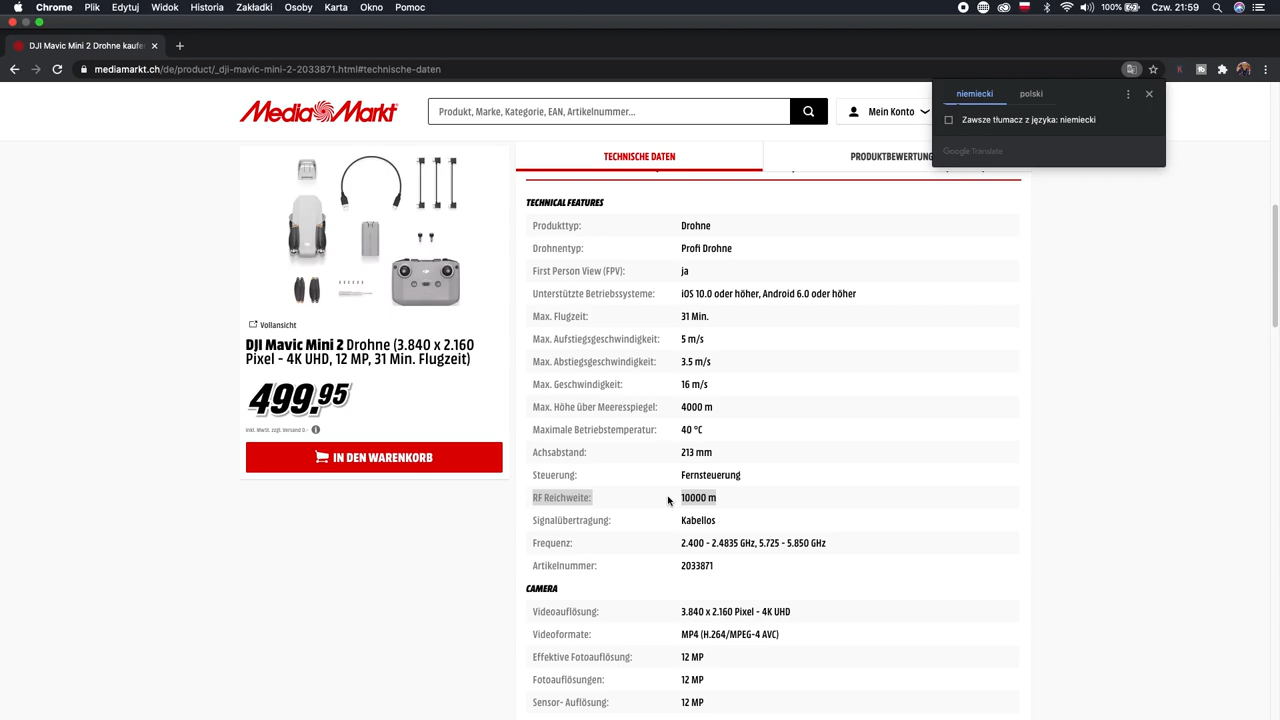 Chrome Plik Edytuj Widok Historia Zakładki Profile Karta Okno Pomoc
100% Czw. 21:59
DJI Mavic Mini 2 Drohne kaufe
mediamarkt.ch/de/product/_dji-mavic-mini-2-2033871.html#technische-daten
niemiecki polski
Zawsze tłumacz z języka: niemiecki
Google Translate
Media Markt
Produkt, Marke, Kategorie, EAN, Artikelnummer...
Mein Konto
TECHNISCHE DATEN
PRODUKTBEWERTUNG
Vollansicht
DJI Mavic Mini 2 Drohne (3.840 x 2.160
Pixel - 4K UHD, 12 MP, 31 Min. Flugzeit)
499.95
Inkl. MwSt. zzgl. Versand 0.-
IN DEN WARENKORB
TECHNICAL FEATURES
Produkttyp: Drohne
Drohnentyp: Profi Drohne
First Person View (FPV): ja
Unterstützte Betriebssysteme: iOS 10.0 oder höher, Android 6.0 oder höher
Max. Flugzeit: 31 Min.
Max. Aufstiegsgeschwindigkeit: 5 m/s
Max. Abstiegsgeschwindigkeit: 3.5 m/s
Max. Geschwindigkeit: 16 m/s
Max. Höhe über Meeresspiegel: 4000 m
Maximale Betriebstemperatur: 40 °C
Achsabstand: 213 mm
Steuerung: Fernsteuerung
RF Reichweite: 10000 m
Signalübertragung: Kabellos
Frequenz: 2.400 - 2.4835 GHz, 5.725 - 5.850 GHz
Artikelnummer: 2033871
CAMERA
Videoauflösung: 3.840 x 2.160 Pixel - 4K UHD
Videoformate: MP4 (H.264/MPEG-4 AVC)
Effektive Fotoauflösung: 12 MP
Fotoauflösungen: 12 MP
Sensor- Auflösung: 12 MP